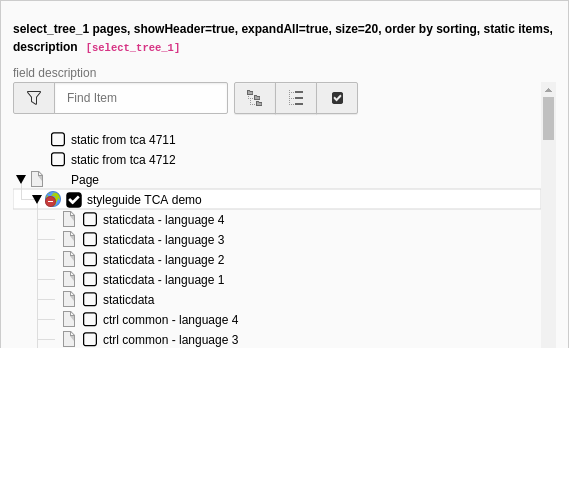 select_tree_1 pages, showHeader=true, expandAll=true, size=20, order by sorting, static items,
description [select_tree_1]
field description
Find Item
static from tca 4711
static from tca 4712
Page
styleguide TCA demo
staticdata - language 4
staticdata - language 3
staticdata - language 2
staticdata - language 1
staticdata
ctrl common - language 4
ctrl common - language 3